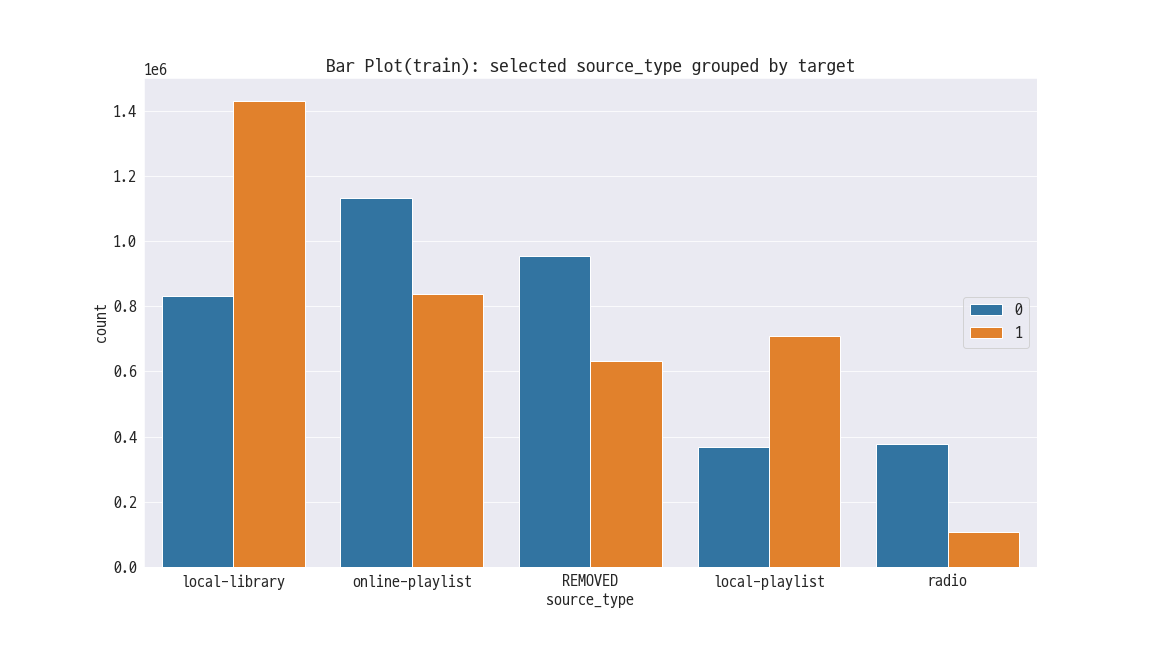 Bar Plot(train): selected source_type grouped by target
1e6
1.4
1.2
1.0
0.8
0.6
0.4
0.2
0.0
count
0
1
local-library
online-playlist
REMOVED
local-playlist
radio
source_type